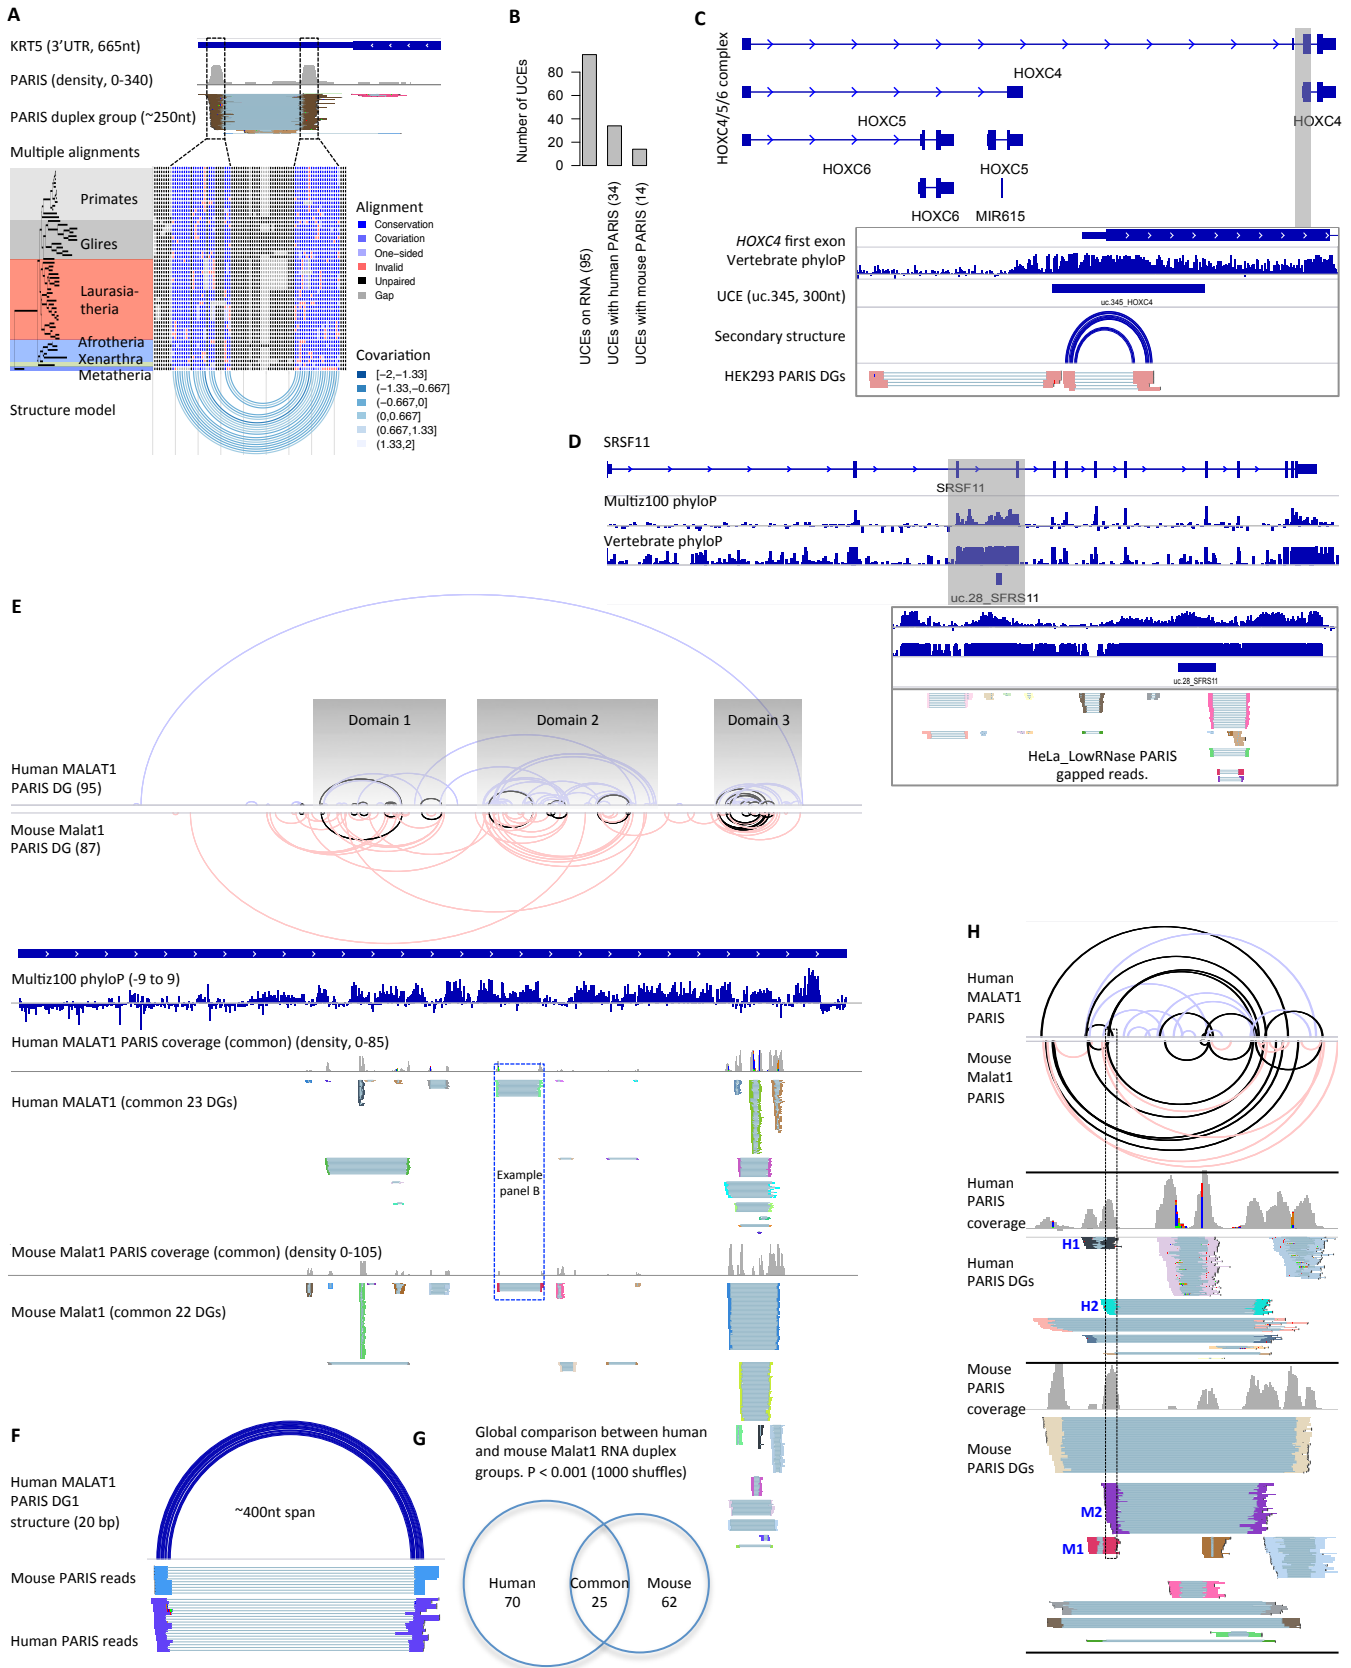 A
KRT5 (3'UTR, 665nt)
PARIS (density, 0-340)
PARIS duplex group (~250nt)
Multiple alignments
Primates
Glires
Laurasia-
theria
Afrotheria
Xenarthra
Metatheria
Structure model
Alignment
Conservation
Covariation
One-sided
Invalid
Unpaired
Gap
Covariation
[-2,-1.33]
(-1.33,-0.667]
(-0.667,0]
(0,0.667]
(0.667,1.33]
(1.33,2]
B
Number of UCEs
80
60
40
20
0
UCEs on RNA (95)
UCEs with human PARIS (34)
UCEs with mouse PARIS (14)
C
HOXC4/5/6 complex
HOXC4
HOXC4
HOXC5
HOXC6
HOXC5
HOXC6
MIR615
HOXC4 first exon
Vertebrate phyloP
UCE (uc.345, 300nt)
uc.345_HOXC4
Secondary structure
HEK293 PARIS DGs
D
SRSF11
SRSF11
Multiz100 phyloP
Vertebrate phyloP
uc.28_SFRS11
uc.28_SFRS11
HeLa_LowRNase PARIS
gapped reads.
E
Domain 1
Domain 2
Domain 3
Human MALAT1
PARIS DG (95)
Mouse Malat1
PARIS DG (87)
Multiz100 phyloP (-9 to 9)
Human MALAT1 PARIS coverage (common) (density, 0-85)
Human MALAT1 (common 23 DGs)
Example
panel B
Mouse Malat1 PARIS coverage (common) (density 0-105)
Mouse Malat1 (common 22 DGs)
F
Human MALAT1
PARIS DG1
structure (20 bp)
~400nt span
Mouse PARIS reads
Human PARIS reads
G
Global comparison between human
and mouse Malat1 RNA duplex
groups. P < 0.001 (1000 shuffles)
Human
70
Common
25
Mouse
62
H
Human
MALAT1
PARIS
Mouse
Malat1
PARIS
Human
PARIS
coverage
H1
Human
PARIS DGs
H2
Mouse
PARIS
coverage
Mouse
PARIS DGs
M2
M1